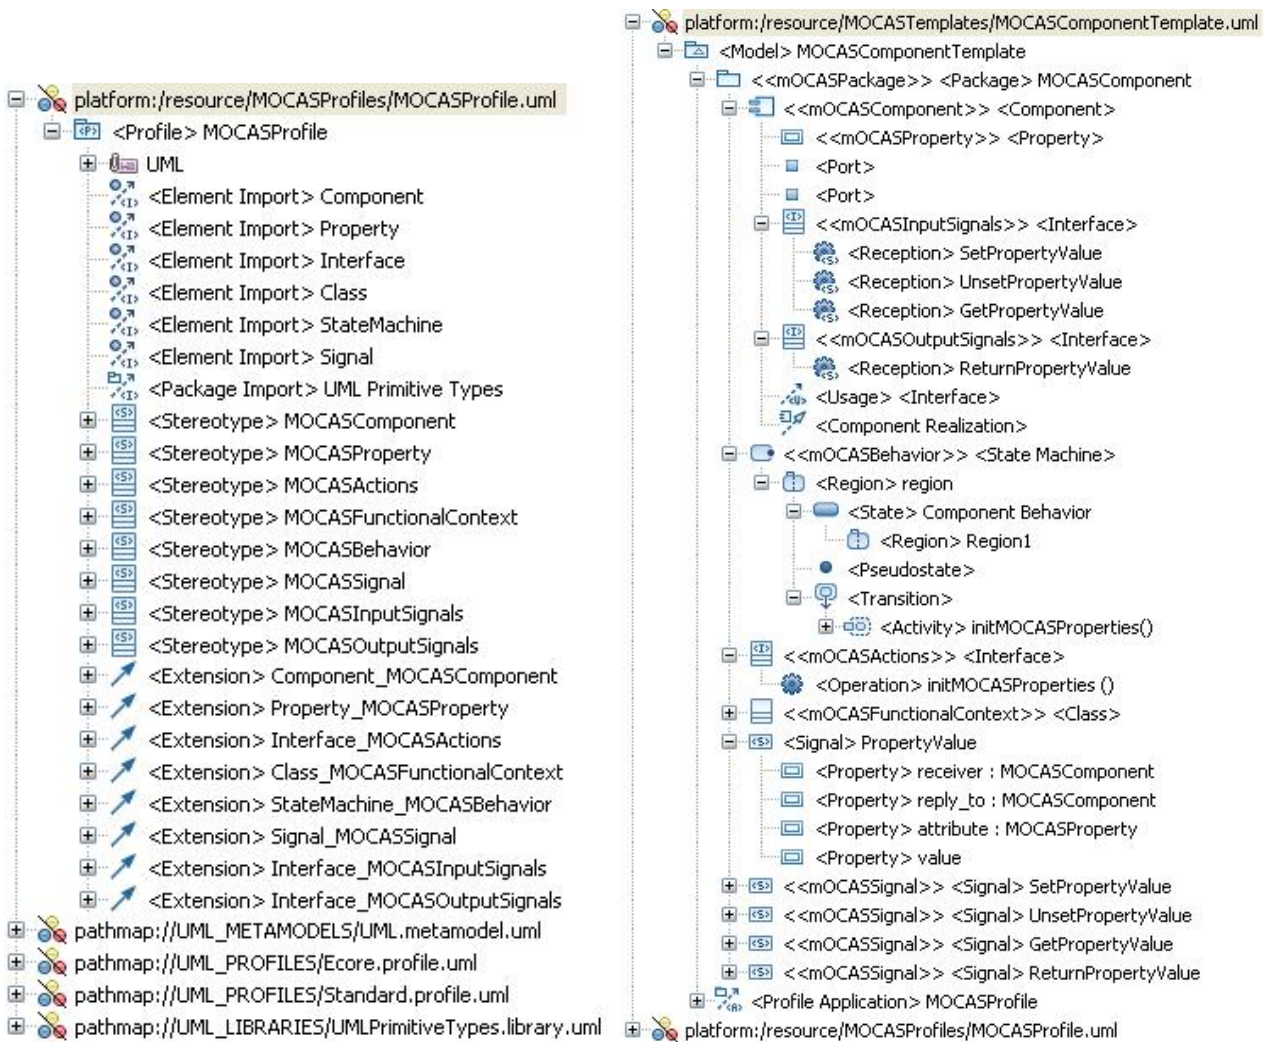 platform:/resource/MOCASProfiles/MOCASProfile.uml
<Profile> MOCASProfile
UML
<Element Import> Component
<Element Import> Property
<Element Import> Interface
<Element Import> Class
<Element Import> StateMachine
<Element Import> Signal
<Package Import> UML Primitive Types
<Stereotype> MOCASComponent
<Stereotype> MOCASProperty
<Stereotype> MOCASActions
<Stereotype> MOCASFunctionalContext
<Stereotype> MOCASBehavior
<Stereotype> MOCASSignal
<Stereotype> MOCASInputSignals
<Stereotype> MOCASOutputSignals
<Extension> Component_MOCASComponent
<Extension> Property_MOCASProperty
<Extension> Interface_MOCASActions
<Extension> Class_MOCASFunctionalContext
<Extension> StateMachine_MOCASBehavior
<Extension> Signal_MOCASSignal
<Extension> Interface_MOCASInputSignals
<Extension> Interface_MOCASOutputSignals
pathmap://UML_METAMODELS/UML.metamodel.uml
pathmap://UML_PROFILES/Ecore.profile.uml
pathmap://UML_PROFILES/Standard.profile.uml
pathmap://UML_LIBRARIES/UMLPrimitiveTypes.library.uml
platform:/resource/MOCASTemplates/MOCASComponentTemplate.uml
<Model> MOCASComponentTemplate
<<mOCASPackage>> <Package> MOCASComponent
<<mOCASComponent>> <Component>
<<mOCASProperty>> <Property>
<Port>
<Port>
<<mOCASInputSignals>> <Interface>
<Reception> SetPropertyValue
<Reception> UnsetPropertyValue
<Reception> GetPropertyValue
<<mOCASOutputSignals>> <Interface>
<Reception> ReturnPropertyValue
<Usage> <Interface>
<Component Realization>
<<mOCASBehavior>> <State Machine>
<Region> region
<State> Component Behavior
<Region> Region1
<Pseudostate>
<Transition>
<Activity> initMOCASProperties()
<<mOCASActions>> <Interface>
<Operation> initMOCASProperties ()
<<mOCASFunctionalContext>> <Class>
<Signal> PropertyValue
<Property> receiver : MOCASComponent
<Property> reply_to : MOCASComponent
<Property> attribute : MOCASProperty
<Property> value
<<mOCASSignal>> <Signal> SetPropertyValue
<<mOCASSignal>> <Signal> UnsetPropertyValue
<<mOCASSignal>> <Signal> GetPropertyValue
<<mOCASSignal>> <Signal> ReturnPropertyValue
<Profile Application> MOCASProfile
platform:/resource/MOCASProfiles/MOCASProfile.uml